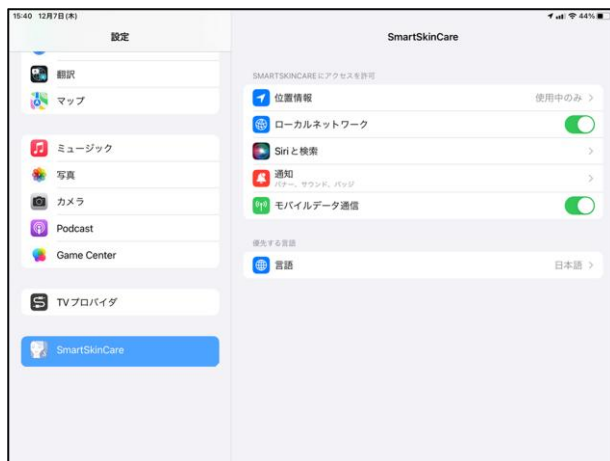 15:40 12月7日(木)
44%
設定
翻訳
マップ
ミュージック
写真
カメラ
Podcast
Game Center
TVプロバイダ
SmartSkinCare
SmartSkinCare
SMARTSKINCAREにアクセスを許可
位置情報 使用中のみ
ローカルネットワーク
Siriと検索
通知
バナー、サウンド、バッジ
モバイルデータ通信
優先する言語
言語 日本語